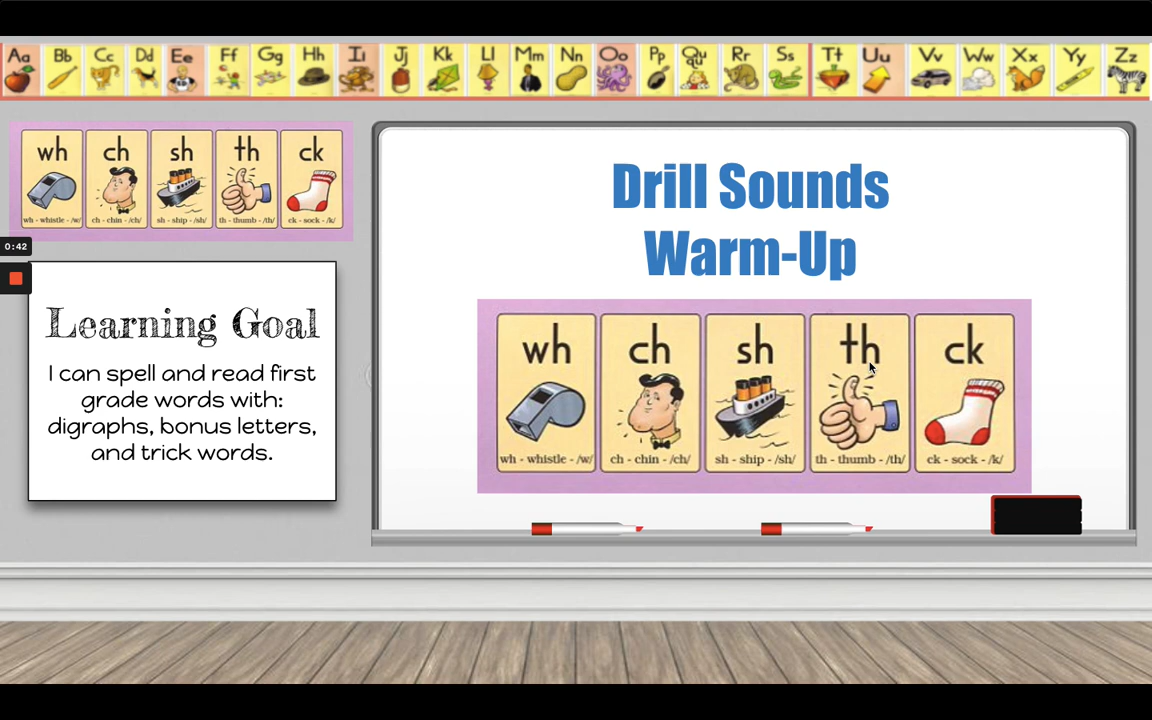 Aa Bb Cc Dd Ee Ff Gg Hh Ii Jj Kk Ll Mm Nn Oo Pp Qu qu Rr Ss Tt Uu Vv Ww Xx Yy Zz
wh ch sh th ck
wh - whistle - /w/ ch - chin - /ch/ sh - ship - /sh/ th - thumb - /th/ ck - sock - /k/
0:42
Learning Goal
I can spell and read first
grade words with:
digraphs, bonus letters,
and trick words.
Drill Sounds
Warm-Up
wh ch sh th ck
wh - whistle - /w/ ch - chin - /ch/ sh - ship - /sh/ th - thumb - /th/ ck - sock - /k/